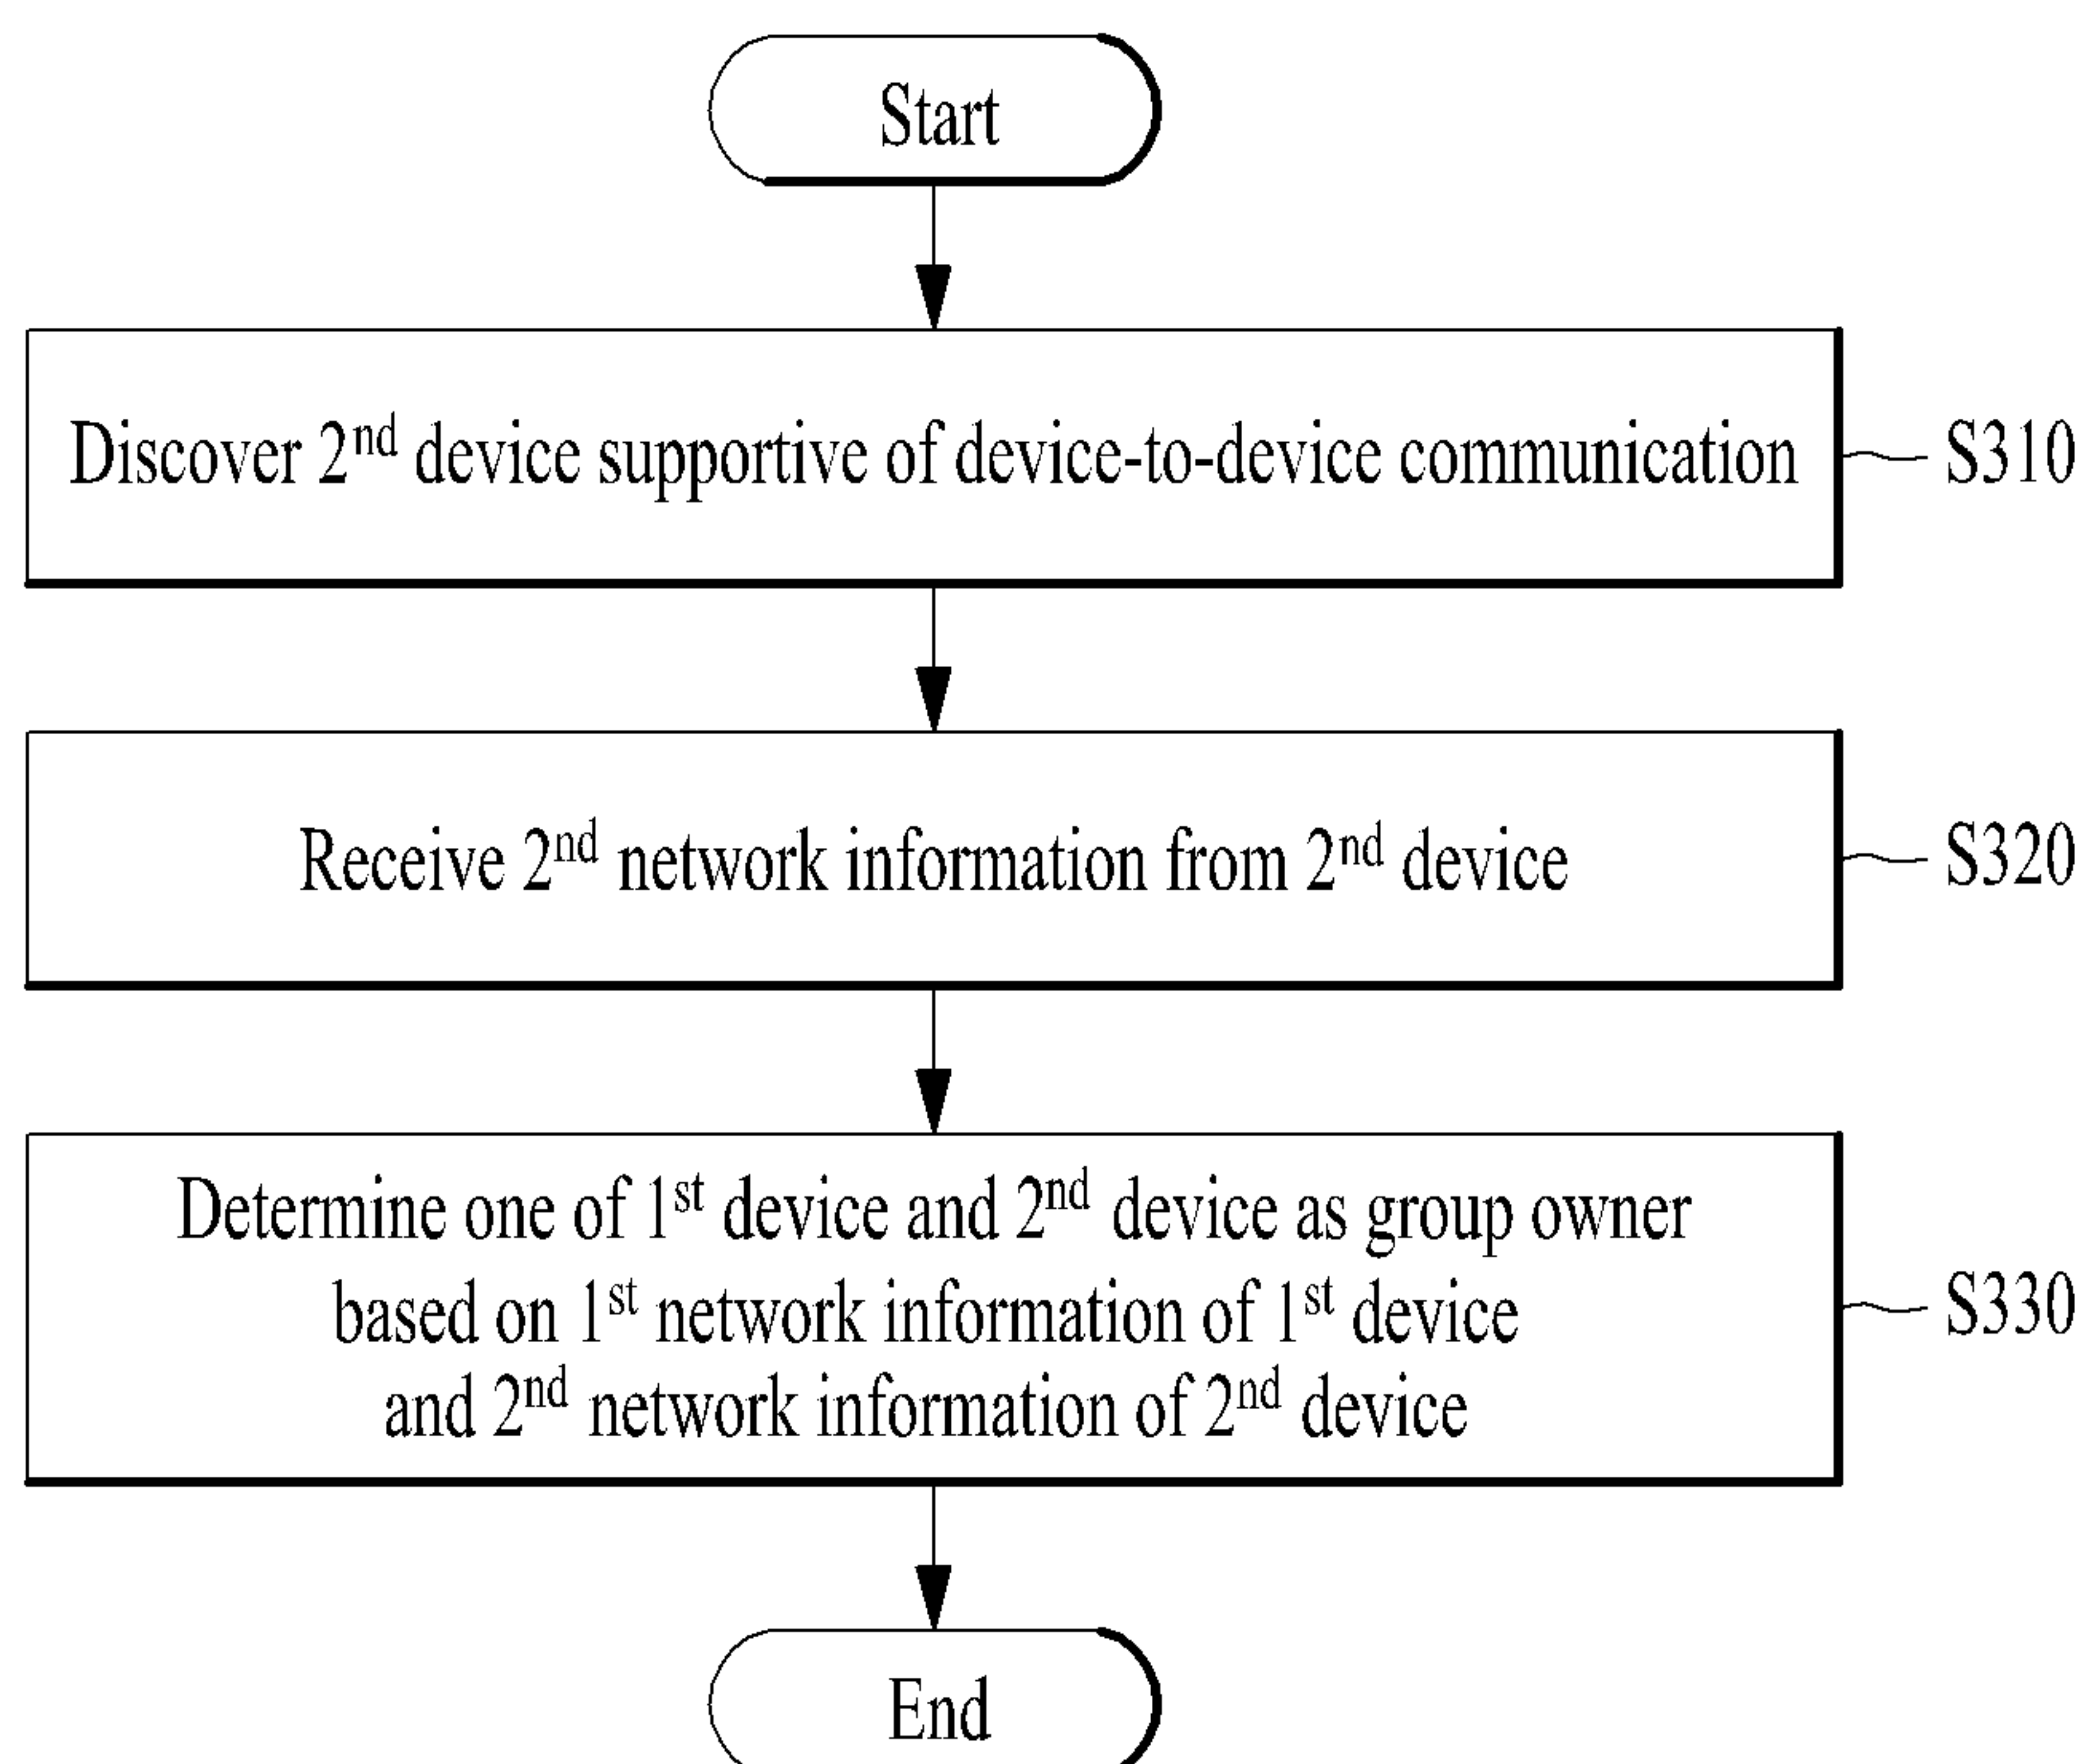 Start
Discover 2nd device supportive of device-to-device communication
S310
Receive 2nd network information from 2nd device
S320
Determine one of 1st device and 2nd device as group owner
based on 1st network information of 1st device
and 2nd network information of 2nd device
S330
End